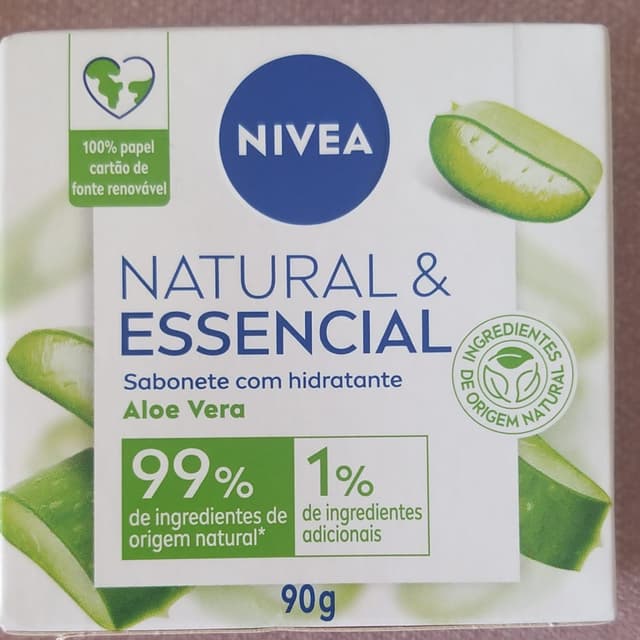 100% papel
cartão de
fonte renovável
NIVEA
NATURAL &
ESSENCIAL
Sabonete com hidratante
Aloe Vera
INGREDIENTES
DE ORIGEM NATURAL
99%
de ingredientes de
origem natural*
1%
de ingredientes
adicionais
90g